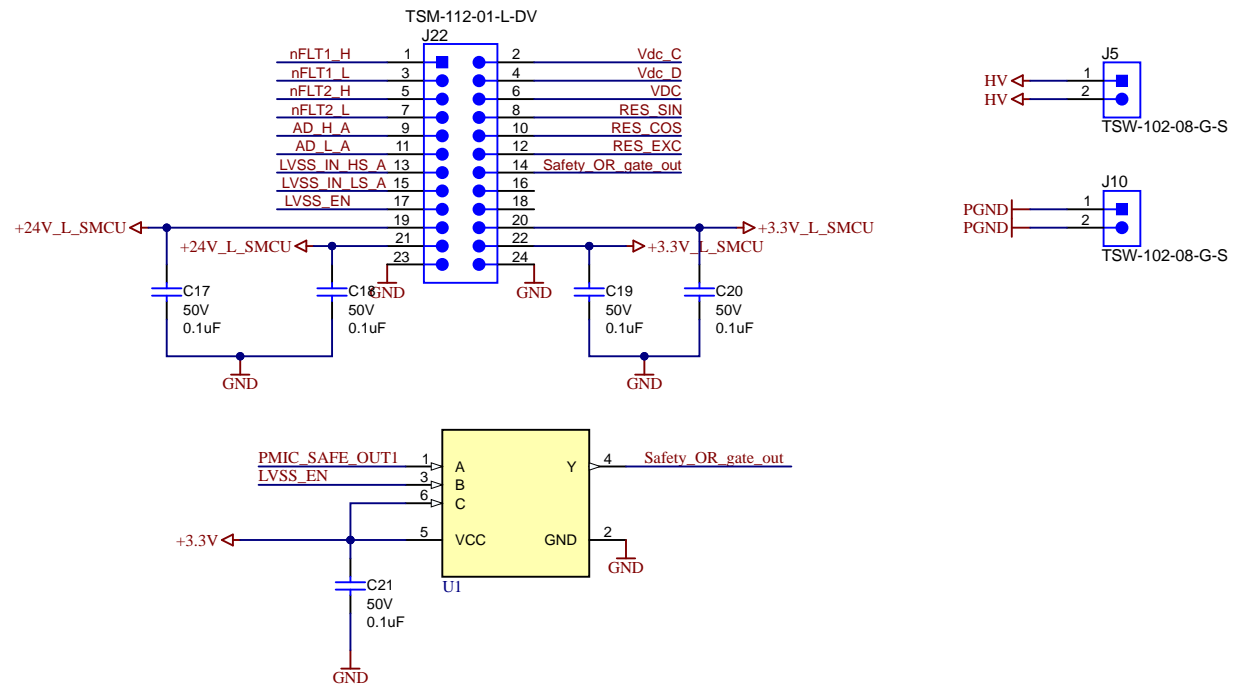 TSM-112-01-L-DV
J22
nFLT1_H 1 2 Vdc_C
nFLT1_L 3 4 Vdc_D
nFLT2_H 5 6 VDC
nFLT2_L 7 8 RES_SIN
AD_H_A 9 10 RES_COS
AD_L_A 11 12 RES_EXC
LVSS_IN_HS_A 13 14 Safety_OR_gate_out
LVSS_IN_LS_A 15 16
LVSS_EN 17 18
+24V_L_SMCU 19 20 +3.3V_L_SMCU
+24V_L_SMCU 21 22 +3.3V_L_SMCU
23 24
GND GND
C17 C18 C19 C20
50V 50V 50V 50V
0.1uF 0.1uF 0.1uF 0.1uF
GND GND
J5
HV 1
HV 2
TSW-102-08-G-S
J10
PGND 1
PGND 2
TSW-102-08-G-S
PMIC_SAFE_OUT1 1 A Y 4 Safety_OR_gate_out
LVSS_EN 3 B
6 C
+3.3V 5 VCC GND 2
GND
U1
C21
50V
0.1uF
GND